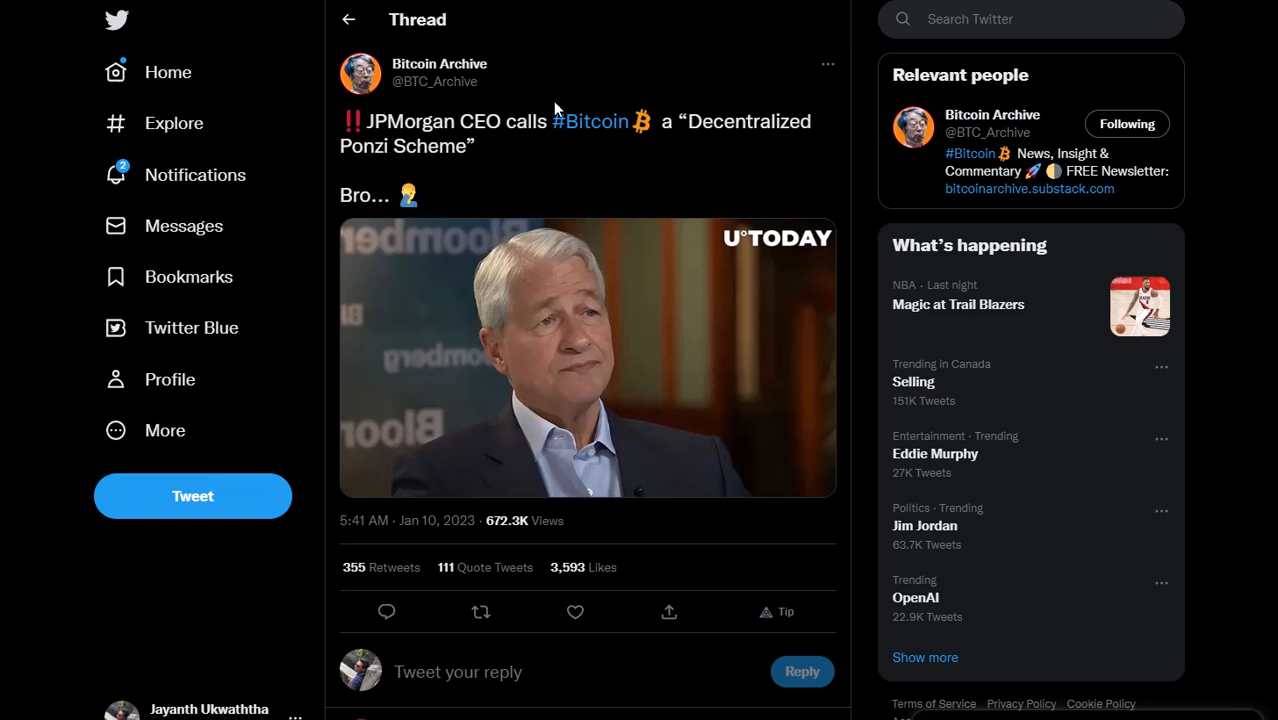 Home
Explore
2
Notifications
Messages
Bookmarks
Twitter Blue
Profile
More
Tweet
Jayanth Ukwaththa
Thread
Bitcoin Archive
@BTC_Archive
‼️JPMorgan CEO calls #Bitcoin a “Decentralized
Ponzi Scheme”
Bro… 🤦‍♂️
Bloomberg
U°TODAY
5:41 AM · Jan 10, 2023 · 672.3K Views
355 Retweets 111 Quote Tweets 3,593 Likes
Tip
Tweet your reply
Reply
Search Twitter
Relevant people
Bitcoin Archive
@BTC_Archive
Following
#Bitcoin News, Insight &
Commentary 🚀 🌗 FREE Newsletter:
bitcoinarchive.substack.com
What’s happening
NBA · Last night
Magic at Trail Blazers
Trending in Canada
Selling
151K Tweets
Entertainment · Trending
Eddie Murphy
27K Tweets
Politics · Trending
Jim Jordan
63.7K Tweets
Trending
OpenAI
22.9K Tweets
Show more
Terms of Service Privacy Policy Cookie Policy